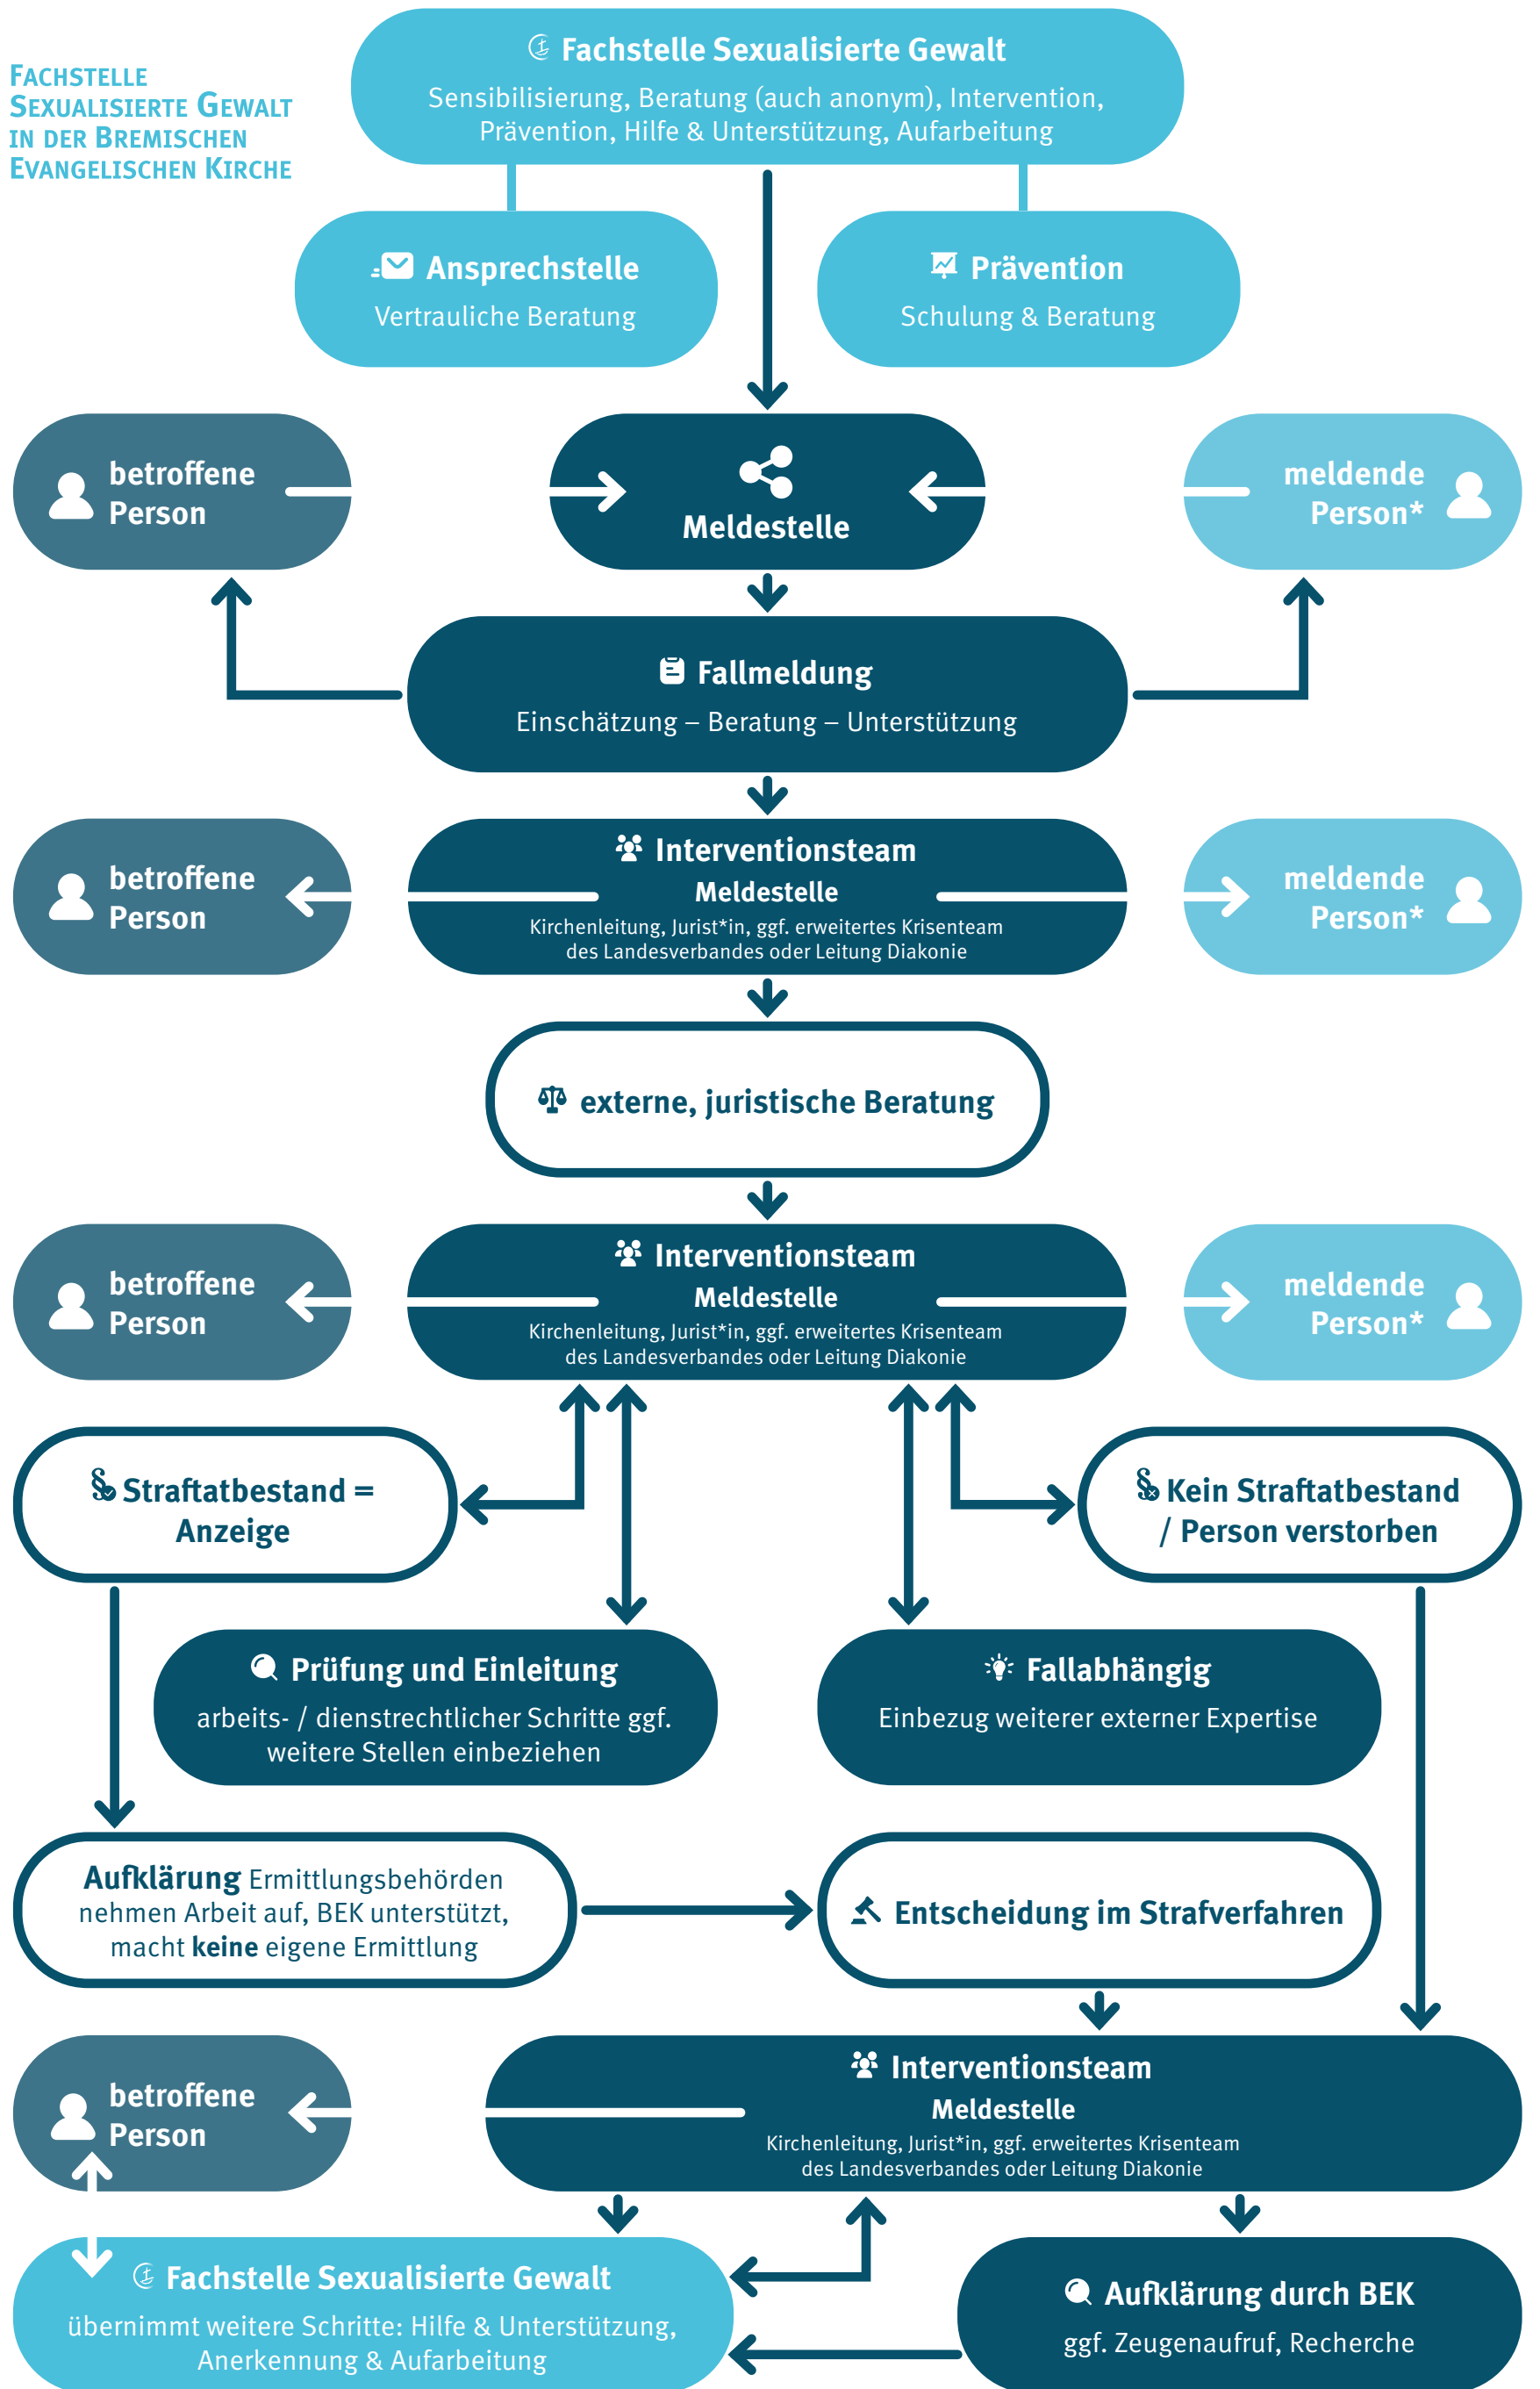 FACHSTELLE
SEXUALISIERTE GEWALT
IN DER BREMISCHEN
EVANGELISCHEN KIRCHE
Fachstelle Sexualisierte Gewalt
Sensibilisierung, Beratung (auch anonym), Intervention,
Prävention, Hilfe & Unterstützung, Aufarbeitung
Ansprechstelle
Vertrauliche Beratung
Prävention
Schulung & Beratung
betroffene
Person
Meldestelle
meldende
Person*
Fallmeldung
Einschätzung – Beratung – Unterstützung
betroffene
Person
Interventionsteam
Meldestelle
Kirchenleitung, Jurist*in, ggf. erweitertes Krisenteam
des Landesverbandes oder Leitung Diakonie
meldende
Person*
externe, juristische Beratung
betroffene
Person
Interventionsteam
Meldestelle
Kirchenleitung, Jurist*in, ggf. erweitertes Krisenteam
des Landesverbandes oder Leitung Diakonie
meldende
Person*
§ Straftatbestand =
Anzeige
§ Kein Straftatbestand
/ Person verstorben
Prüfung und Einleitung
arbeits- / dienstrechtlicher Schritte ggf.
weitere Stellen einbeziehen
Fallabhängig
Einbezug weiterer externer Expertise
Aufklärung Ermittlungsbehörden
nehmen Arbeit auf, BEK unterstützt,
macht keine eigene Ermittlung
Entscheidung im Strafverfahren
betroffene
Person
Interventionsteam
Meldestelle
Kirchenleitung, Jurist*in, ggf. erweitertes Krisenteam
des Landesverbandes oder Leitung Diakonie
Fachstelle Sexualisierte Gewalt
übernimmt weitere Schritte: Hilfe & Unterstützung,
Anerkennung & Aufarbeitung
Aufklärung durch BEK
ggf. Zeugenaufruf, Recherche